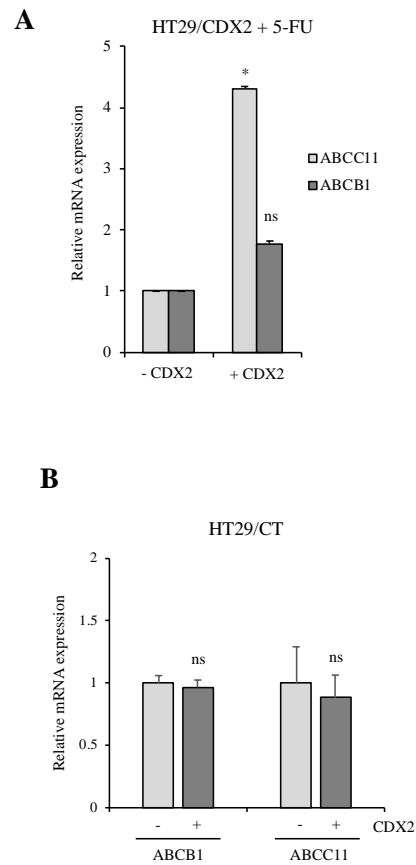 A
HT29/CDX2 + 5-FU
Relative mRNA expression
5
4
3
2
1
0
*
ns
ABCC11
ABCB1
- CDX2
+ CDX2
B
HT29/CT
Relative mRNA expression
2
1.5
1
0.5
0
ns
ns
- + - + CDX2
ABCB1 ABCC11